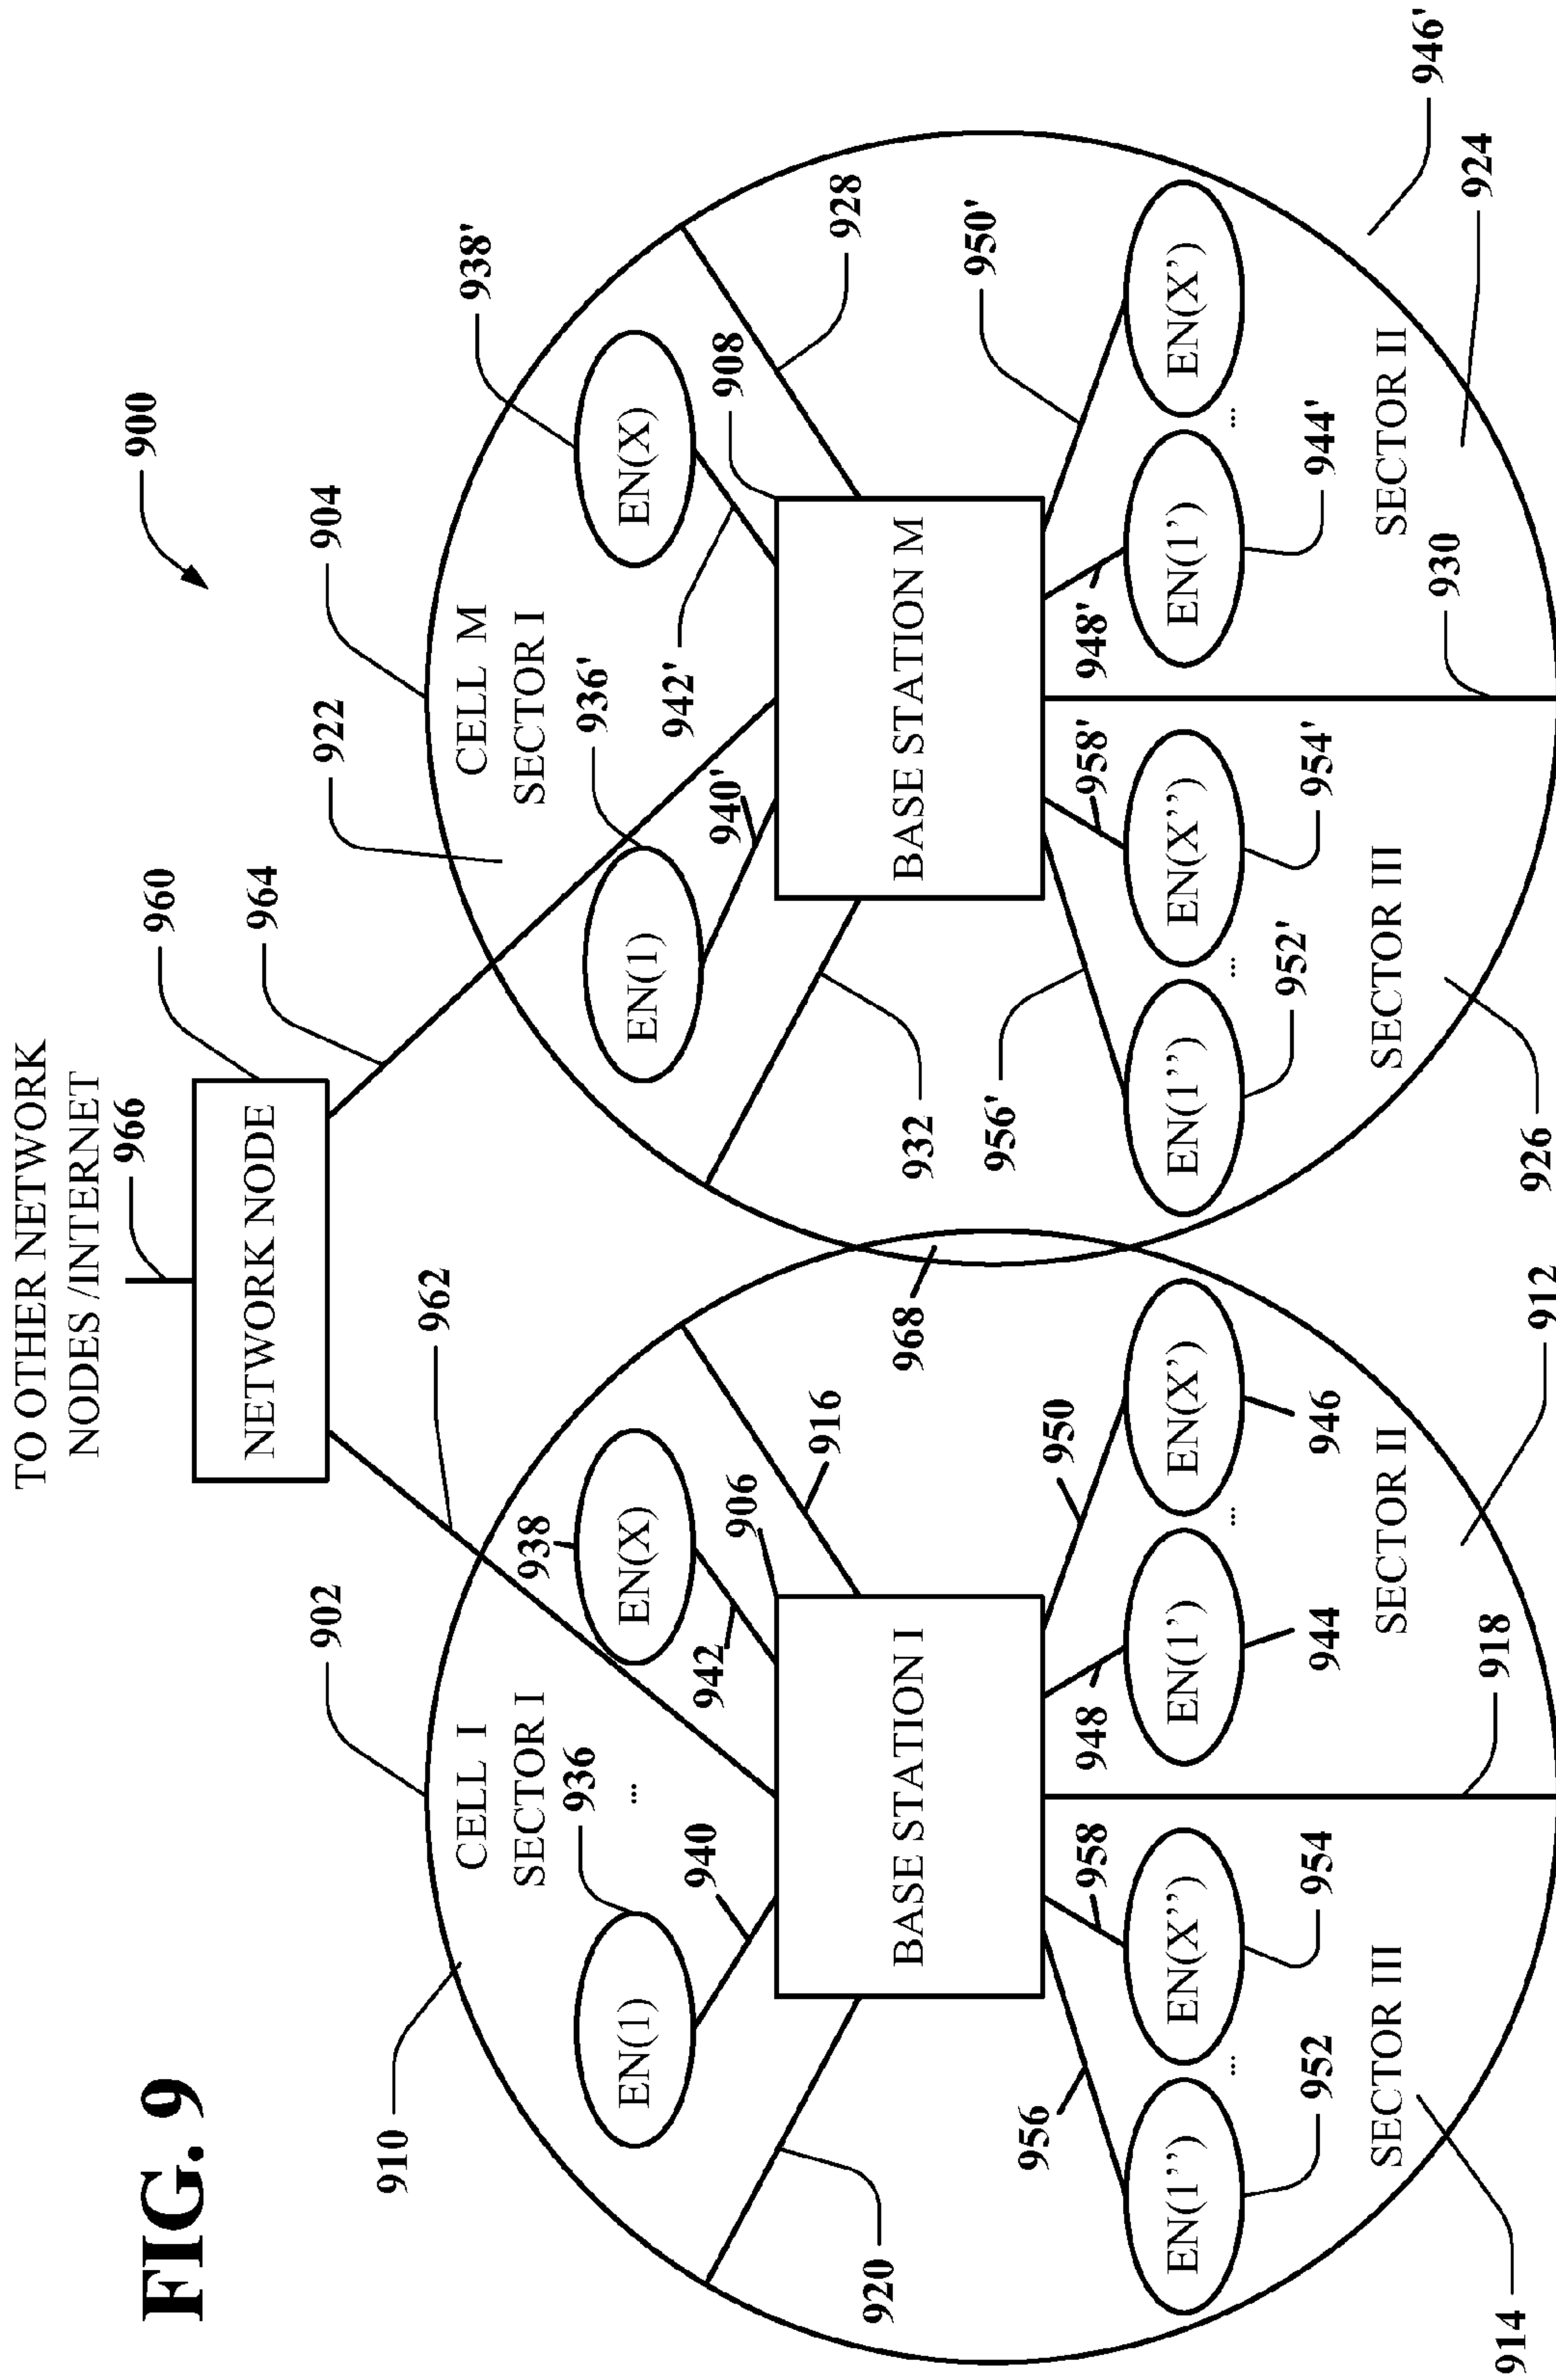 FIG. 9
TO OTHER NETWORK
NODES /INTERNET
966
900
NETWORK NODE
960
962
964
902
904
910
922
CELL I
SECTOR I
936
...
938
EN(1)
EN(X)
940
942
906
916
BASE STATION I
920
956
958
948
950
EN(1'')
...
EN(X'')
EN(1')
...
EN(X')
952
954
944
946
SECTOR III
SECTOR II
914
918
912
968
CELL M
SECTOR I
936'
938'
EN(1)
EN(X)
940'
942'
908
928
BASE STATION M
932
956'
958'
948'
950'
EN(1'')
...
EN(X'')
EN(1')
...
EN(X')
952'
954'
944'
946'
SECTOR III
SECTOR II
926
930
924